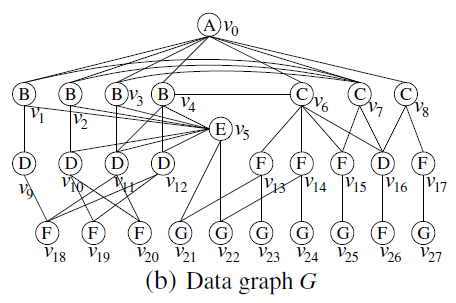 A v0
B B B B C C C
v1 v2 v3 v4 v6 v7 v8
E v5
D D D D F F F D F
v9 v10 v11 v12 v13 v14 v15 v16 v17
F F F G G G G G F G
v18 v19 v20 v21 v22 v23 v24 v25 v26 v27
(b) Data graph G